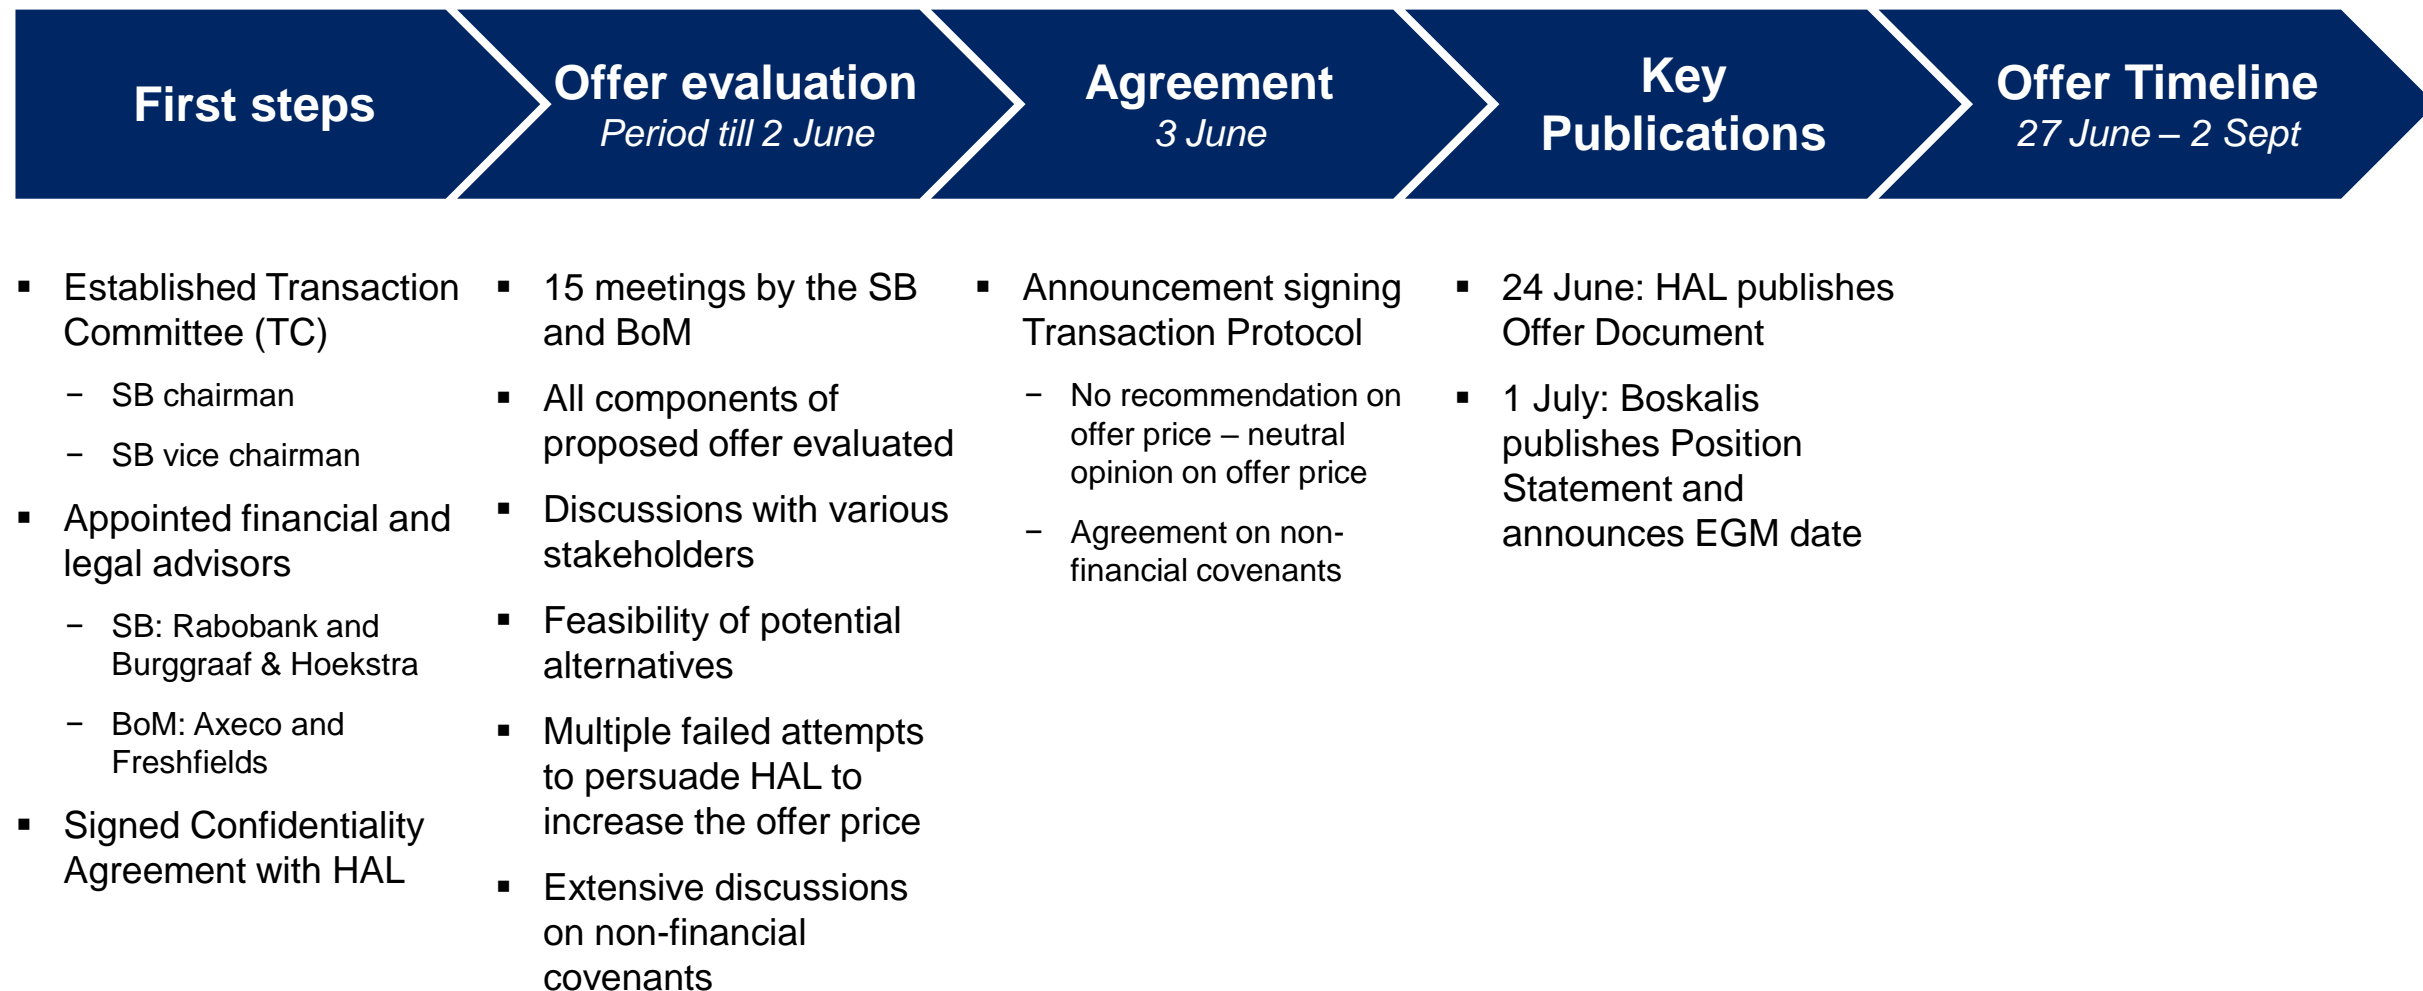 First steps
Offer evaluation
Period till 2 June
Agreement
3 June
Key
Publications
Offer Timeline
27 June – 2 Sept
▪ Established Transaction
Committee (TC)
− SB chairman
− SB vice chairman
▪ Appointed financial and
legal advisors
− SB: Rabobank and
Burggraaf & Hoekstra
− BoM: Axeco and
Freshfields
▪ Signed Confidentiality
Agreement with HAL
▪ 15 meetings by the SB
and BoM
▪ All components of
proposed offer evaluated
▪ Discussions with various
stakeholders
▪ Feasibility of potential
alternatives
▪ Multiple failed attempts
to persuade HAL to
increase the offer price
▪ Extensive discussions
on non-financial
covenants
▪ Announcement signing
Transaction Protocol
− No recommendation on
offer price – neutral
opinion on offer price
− Agreement on non-
financial covenants
▪ 24 June: HAL publishes
Offer Document
▪ 1 July: Boskalis
publishes Position
Statement and
announces EGM date